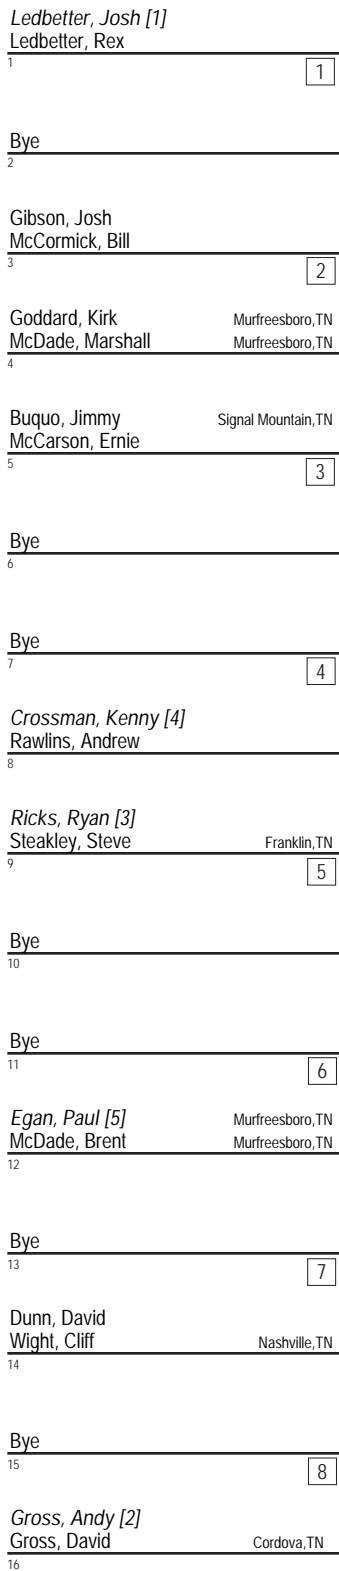 Ledbetter, Josh [1]
Ledbetter, Rex
1
1
Bye
2
Gibson, Josh
McCormick, Bill
3
2
Goddard, Kirk Murfreesboro,TN
McDade, Marshall Murfreesboro,TN
4
Buquo, Jimmy Signal Mountain,TN
McCarson, Ernie
5
3
Bye
6
Bye
7
4
Crossman, Kenny [4]
Rawlins, Andrew
8
Ricks, Ryan [3]
Steakley, Steve Franklin,TN
9
5
Bye
10
Bye
11
6
Egan, Paul [5] Murfreesboro,TN
McDade, Brent Murfreesboro,TN
12
Bye
13
7
Dunn, David
Wight, Cliff Nashville,TN
14
Bye
15
8
Gross, Andy [2]
Gross, David Cordova,TN
16